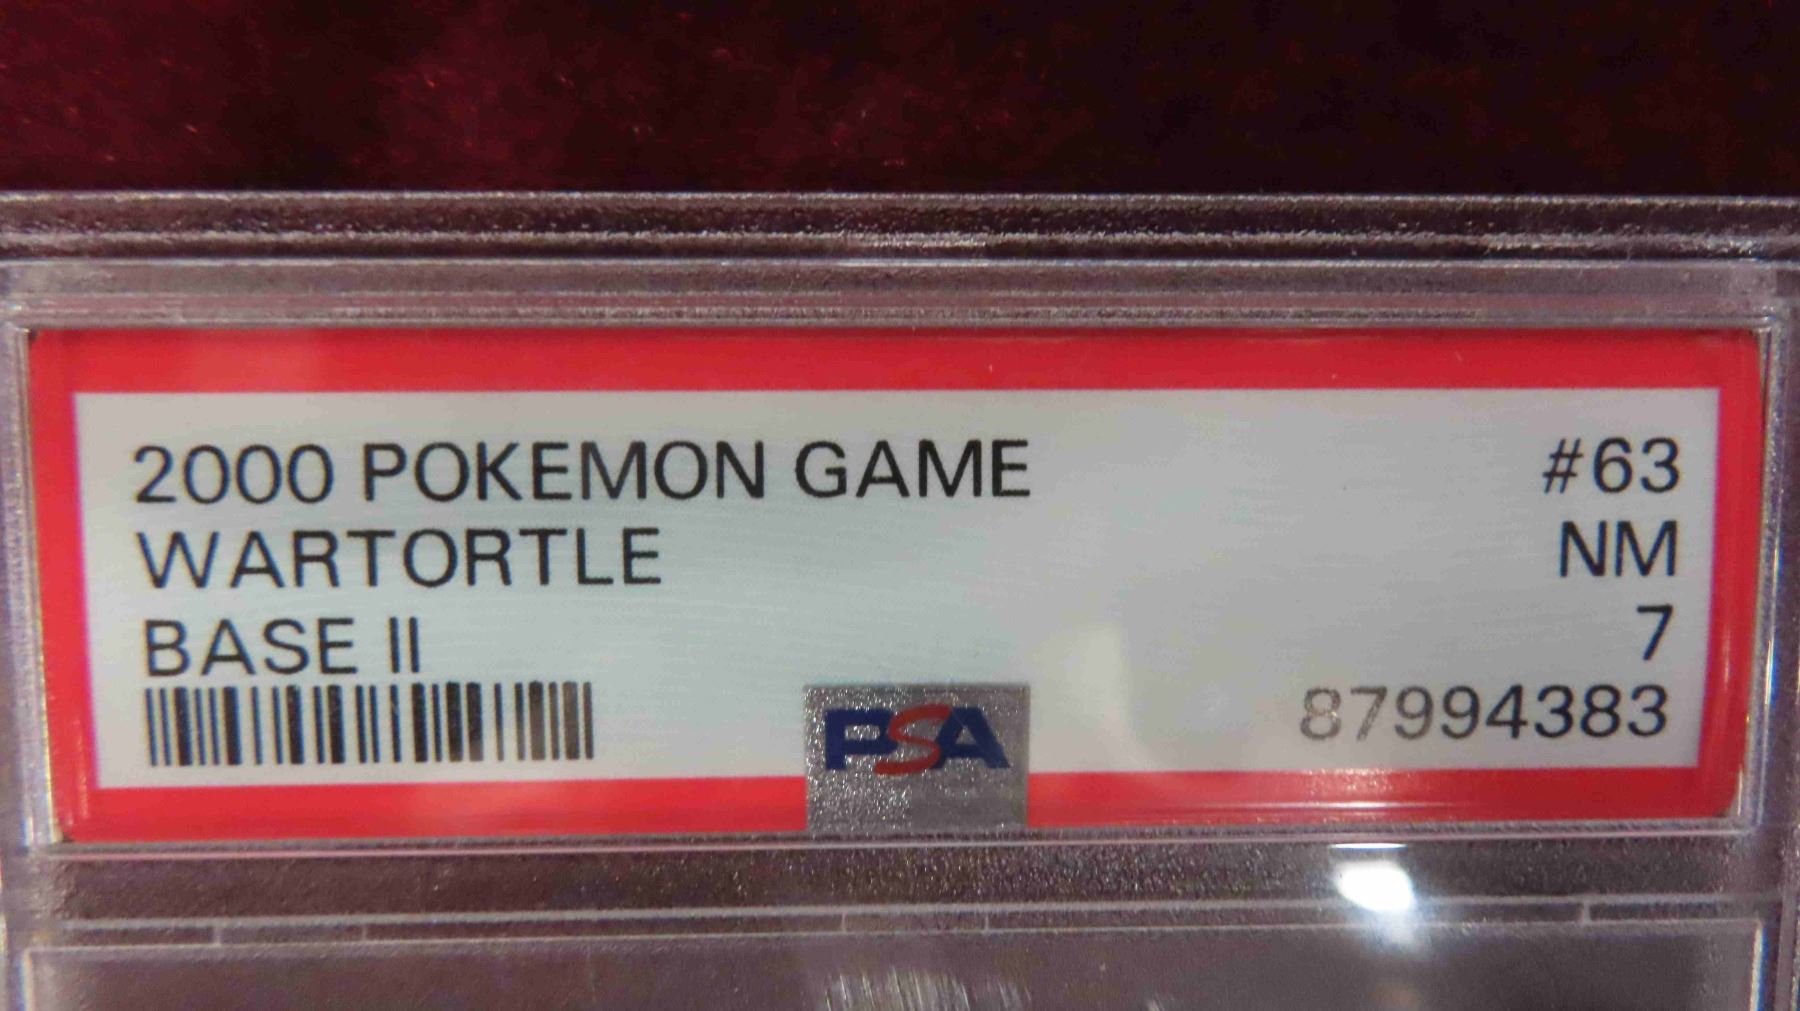 2000 POKEMON GAME #63
WARTORTLE NM
BASE II 7
PSA 87994383